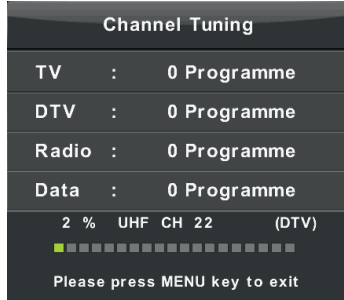 Channel Tuning
TV : 0 Programme
DTV : 0 Programme
Radio : 0 Programme
Data : 0 Programme
2 % UHF CH 22 (DTV)
Please press MENU key to exit